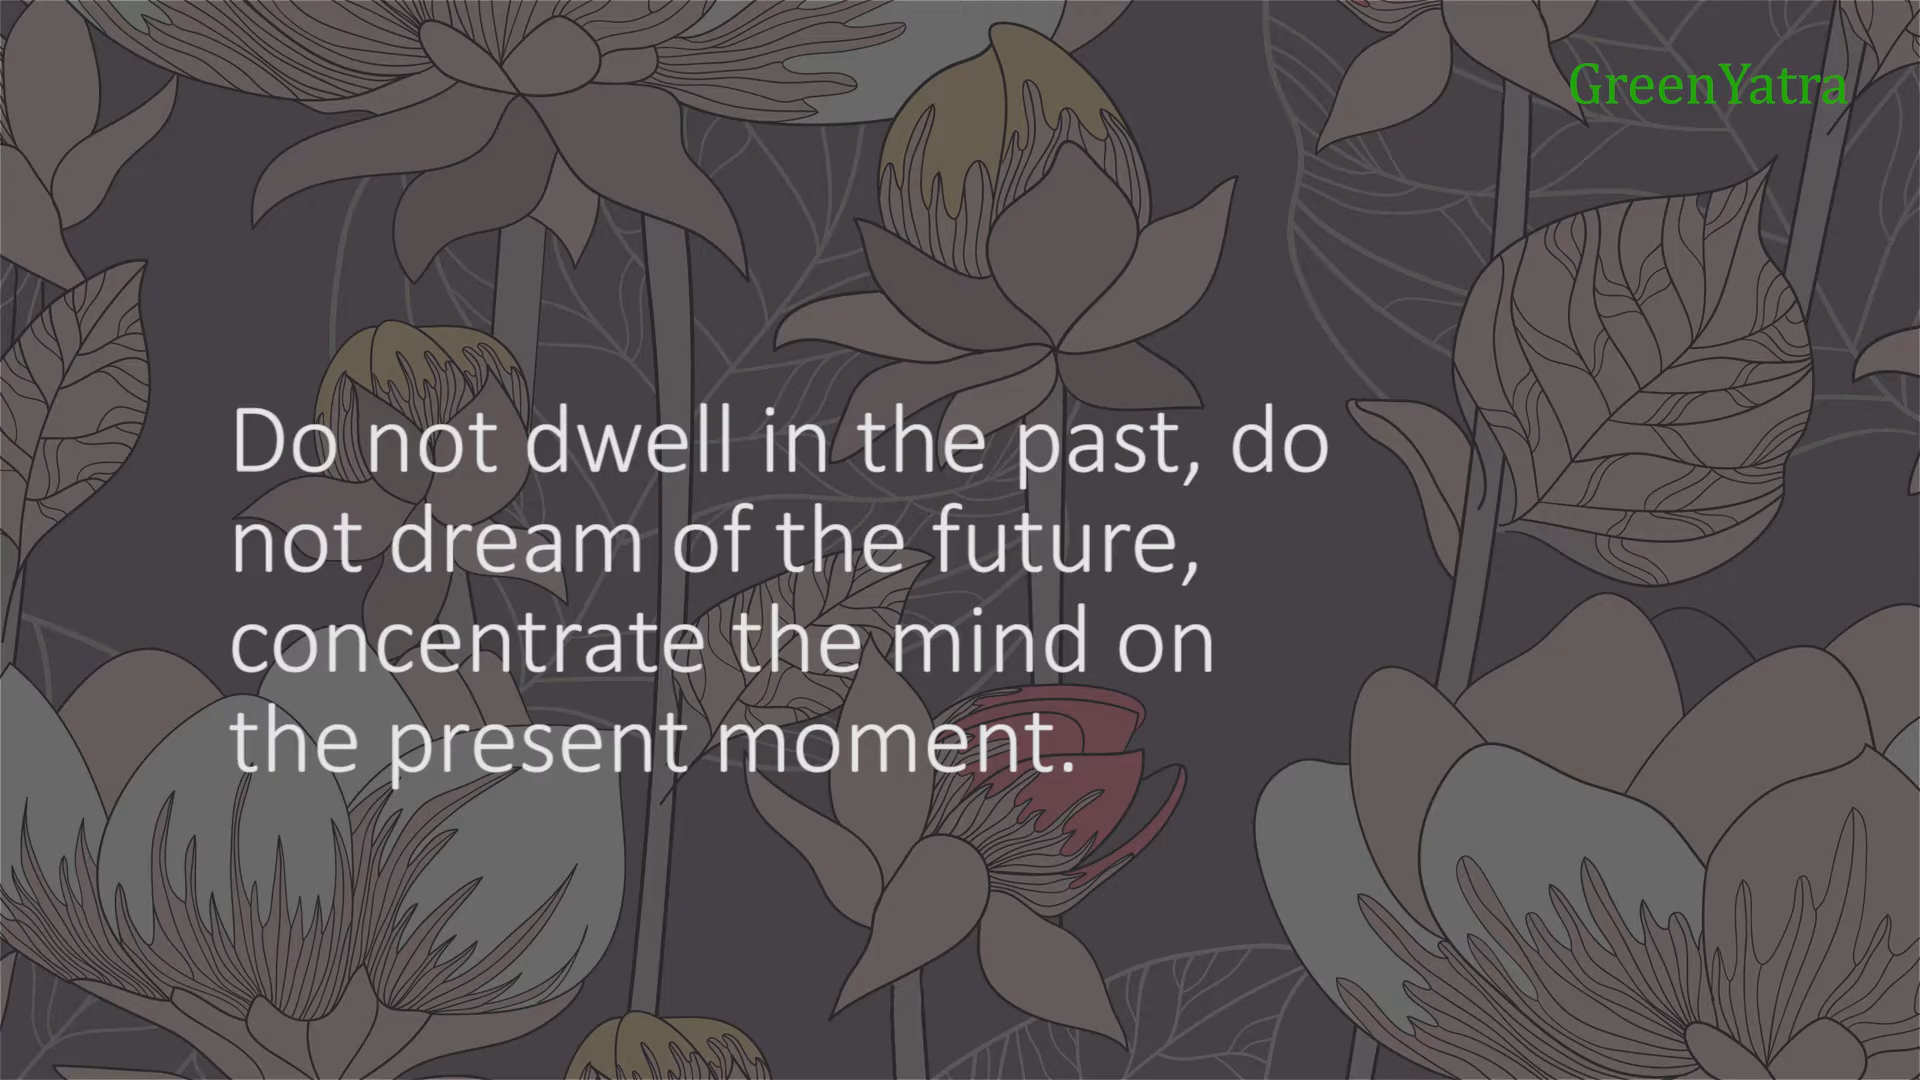 GreenYatra
Do not dwell in the past, do
not dream of the future,
concentrate the mind on
the present moment.